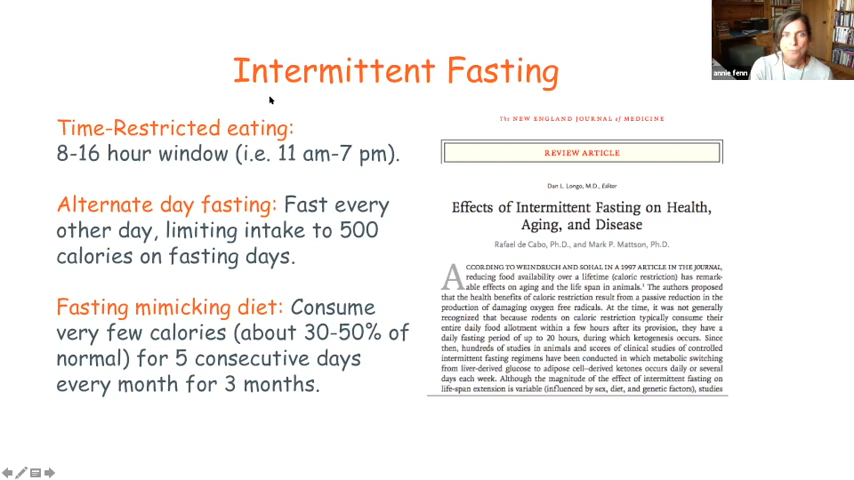 Intermittent Fasting
annie fenn
Time-Restricted eating:
8-16 hour window (i.e. 11 am-7 pm).
Alternate day fasting: Fast every
other day, limiting intake to 500
calories on fasting days.
Fasting mimicking diet: Consume
very few calories (about 30-50% of
normal) for 5 consecutive days
every month for 3 months.
The NEW ENGLAND JOURNAL of MEDICINE
REVIEW ARTICLE
Dan L. Longo, M.D., Editor
Effects of Intermittent Fasting on Health,
Aging, and Disease
Rafael de Cabo, Ph.D., and Mark P. Mattson, Ph.D.
ACCORDING TO WEINDRUCH AND SOHAL IN A 1997 ARTICLE IN THE JOURNAL,
reducing food availability over a lifetime (caloric restriction) has remark-
able effects on aging and the life span in animals.1 The authors proposed
that the health benefits of caloric restriction result from a passive reduction in the
production of damaging oxygen free radicals. At the time, it was not generally
recognized that because rodents on caloric restriction typically consume their
entire daily food allotment within a few hours after its provision, they have a
daily fasting period of up to 20 hours, during which ketogenesis occurs. Since
then, hundreds of studies in animals and scores of clinical studies of controlled
intermittent fasting regimens have been conducted in which metabolic switching
from liver-derived glucose to adipose cell–derived ketones occurs daily or several
days each week. Although the magnitude of the effect of intermittent fasting on
life-span extension is variable (influenced by sex, diet, and genetic factors), studies